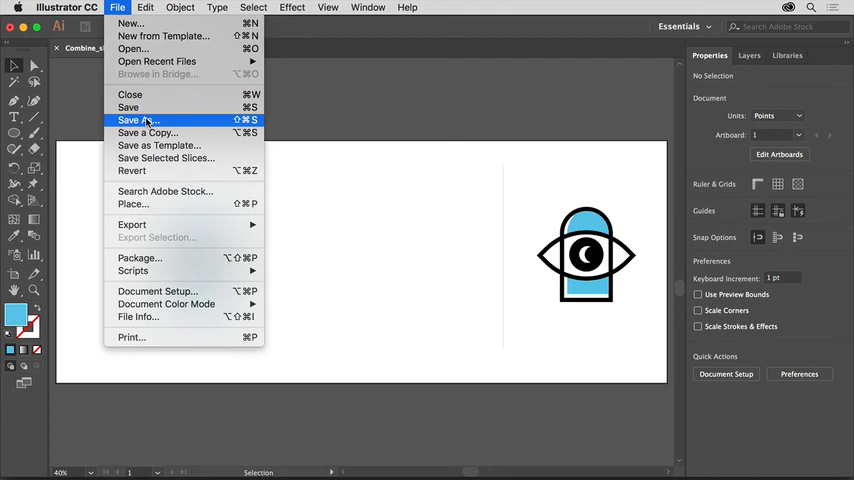 Illustrator CC File Edit Object Type Select Effect View Window Help
Ai Br Essentials Search Adobe Stock
× Combine_s
New... ⌘N
New from Template... ⇧⌘N
Open... ⌘O
Open Recent Files
Browse in Bridge... ⌥⌘O
Close ⌘W
Save ⌘S
Save As... ⇧⌘S
Save a Copy... ⌥⌘S
Save as Template...
Save Selected Slices...
Revert ⌥⌘Z
Search Adobe Stock...
Place... ⇧⌘P
Export
Export Selection...
Package... ⌥⇧⌘P
Scripts
Document Setup... ⌥⌘P
Document Color Mode
File Info... ⌥⇧⌘I
Print... ⌘P
Properties Layers Libraries
No Selection
Document
Units: Points
Artboard: 1
Edit Artboards
Ruler & Grids
Guides
Snap Options
Preferences
Keyboard Increment: 1 pt
Use Preview Bounds
Scale Corners
Scale Strokes & Effects
Quick Actions
Document Setup Preferences
40% 1 Selection